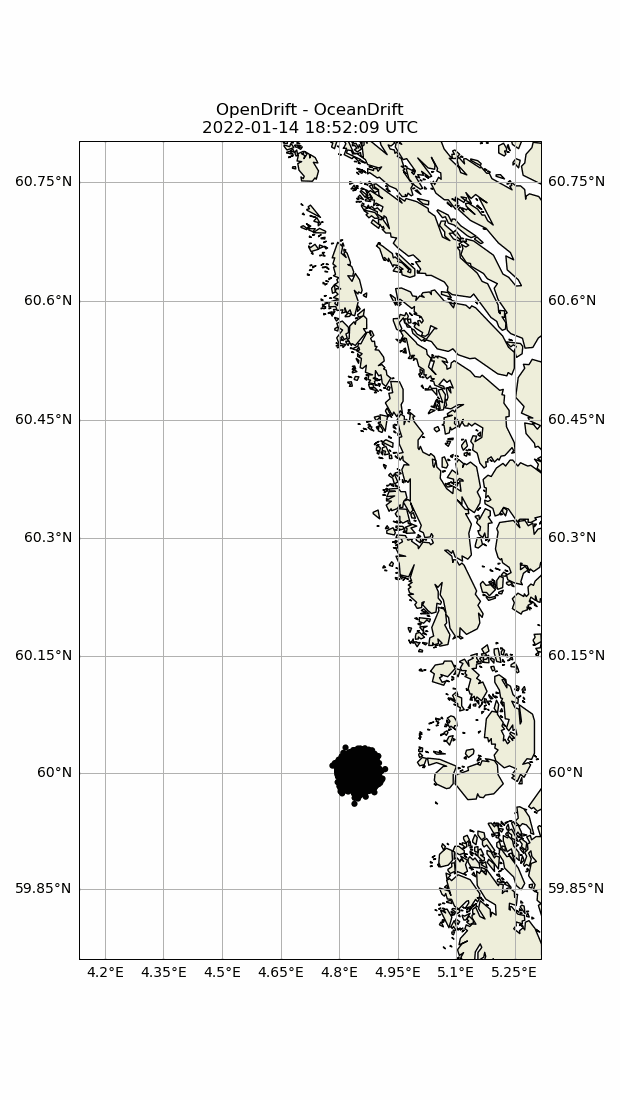 OpenDrift - OceanDrift
2022-01-14 18:52:09 UTC
60.75°N 60.75°N
60.6°N 60.6°N
60.45°N 60.45°N
60.3°N 60.3°N
60.15°N 60.15°N
60°N 60°N
59.85°N 59.85°N
4.2°E 4.35°E 4.5°E 4.65°E 4.8°E 4.95°E 5.1°E 5.25°E